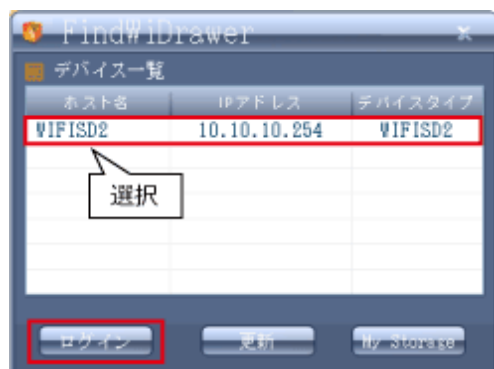 FindWiDrawer
デバイス一覧
ホスト名 IPアドレス デバイスタイプ
WIFISD2 10.10.10.254 WIFISD2
選択
ログイン 更新 My Storage